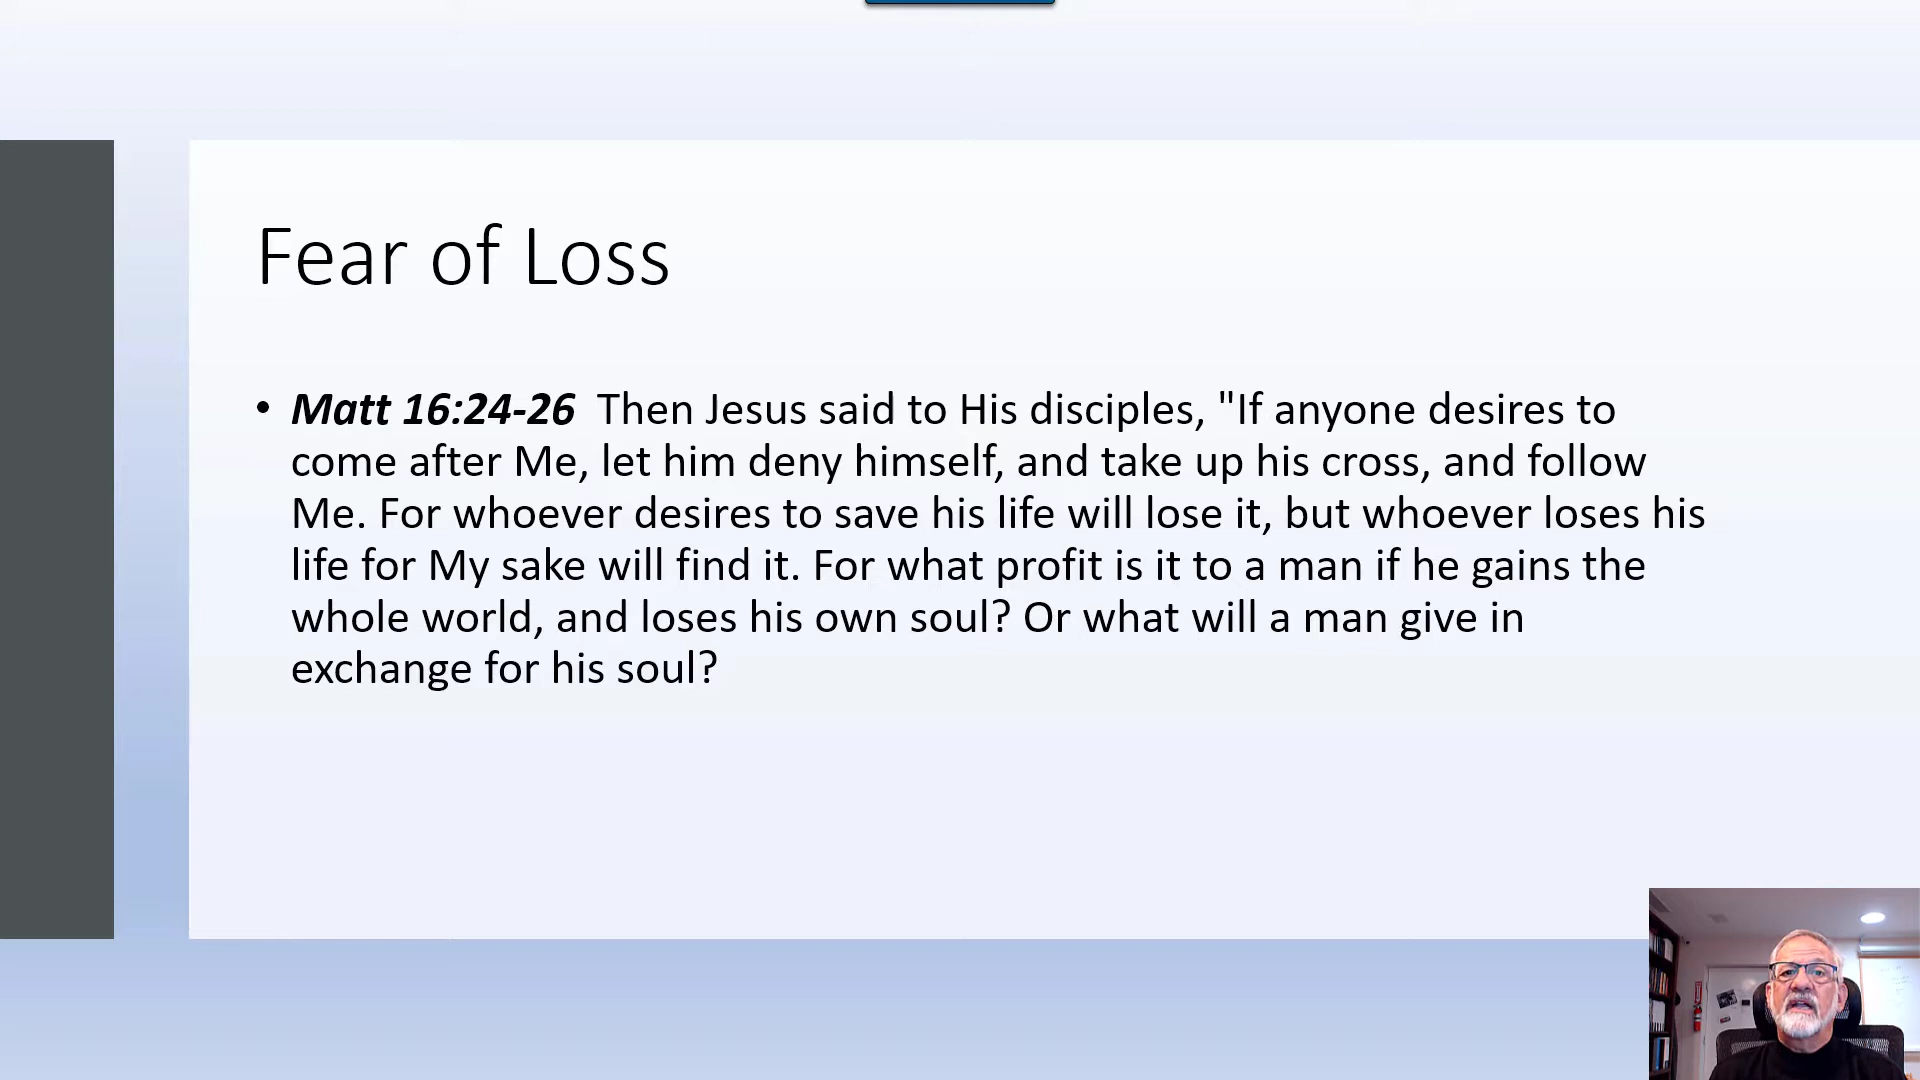 Fear of Loss
• Matt 16:24-26 Then Jesus said to His disciples, "If anyone desires to
come after Me, let him deny himself, and take up his cross, and follow
Me. For whoever desires to save his life will lose it, but whoever loses his
life for My sake will find it. For what profit is it to a man if he gains the
whole world, and loses his own soul? Or what will a man give in
exchange for his soul?